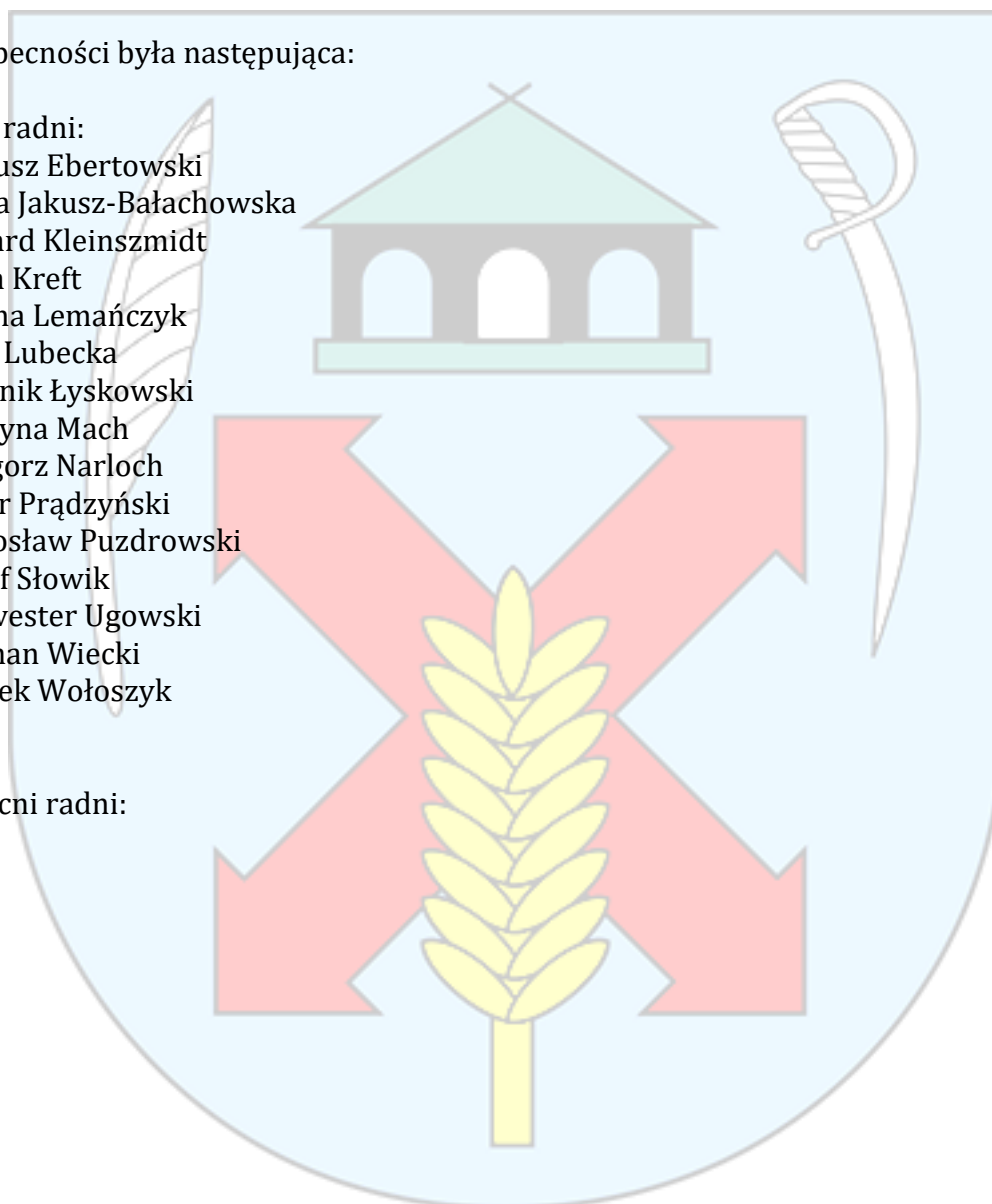 becności była następująca:
radni:
usz Ebertowski
a Jakusz-Bałachowska
ard Kleinszmidt
Kreft
na Lemańczyk
Lubecka
nik Łyskowski
yna Mach
gorz Narloch
r Prądzyński
osław Puzdrowski
f Słowik
vester Ugowski
nan Wiecki
ek Wołoszyk
cni radni: